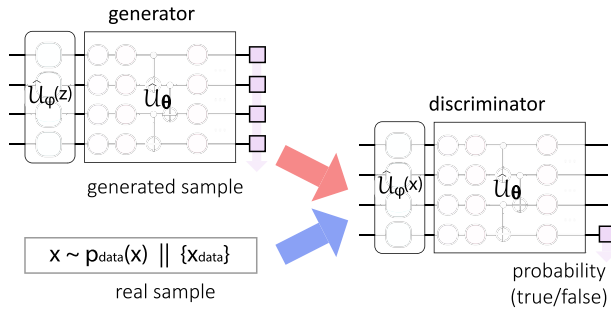 generator
Û_φ(z)
Û_θ
generated sample
x ~ p_data(x) || {x_data}
real sample
discriminator
Û_φ(x)
Û_θ
probability
(true/false)